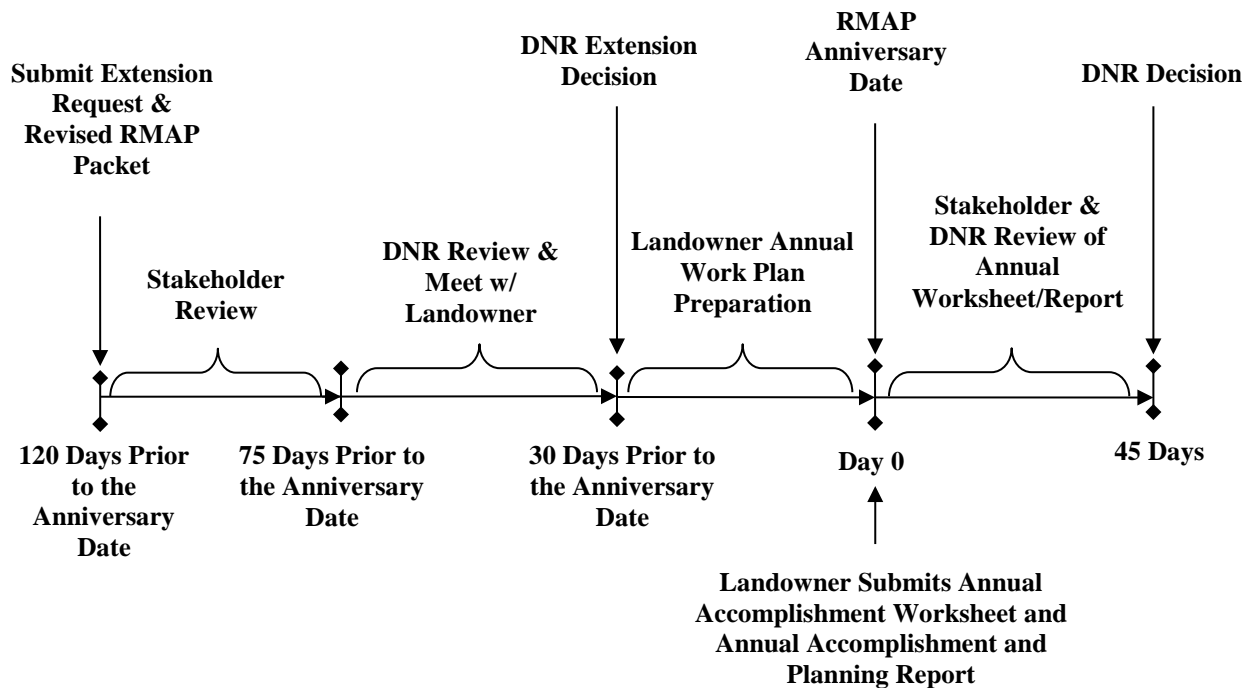 Submit Extension
Request &
Revised RMAP
Packet
DNR Extension
Decision
RMAP
Anniversary
Date
DNR Decision
Stakeholder
Review
DNR Review &
Meet w/
Landowner
Landowner Annual
Work Plan
Preparation
Stakeholder &
DNR Review of
Annual
Worksheet/Report
120 Days Prior
to the
Anniversary
Date
75 Days Prior to
the Anniversary
Date
30 Days Prior to
the Anniversary
Date
Day 0
45 Days
Landowner Submits Annual
Accomplishment Worksheet and
Annual Accomplishment and
Planning Report